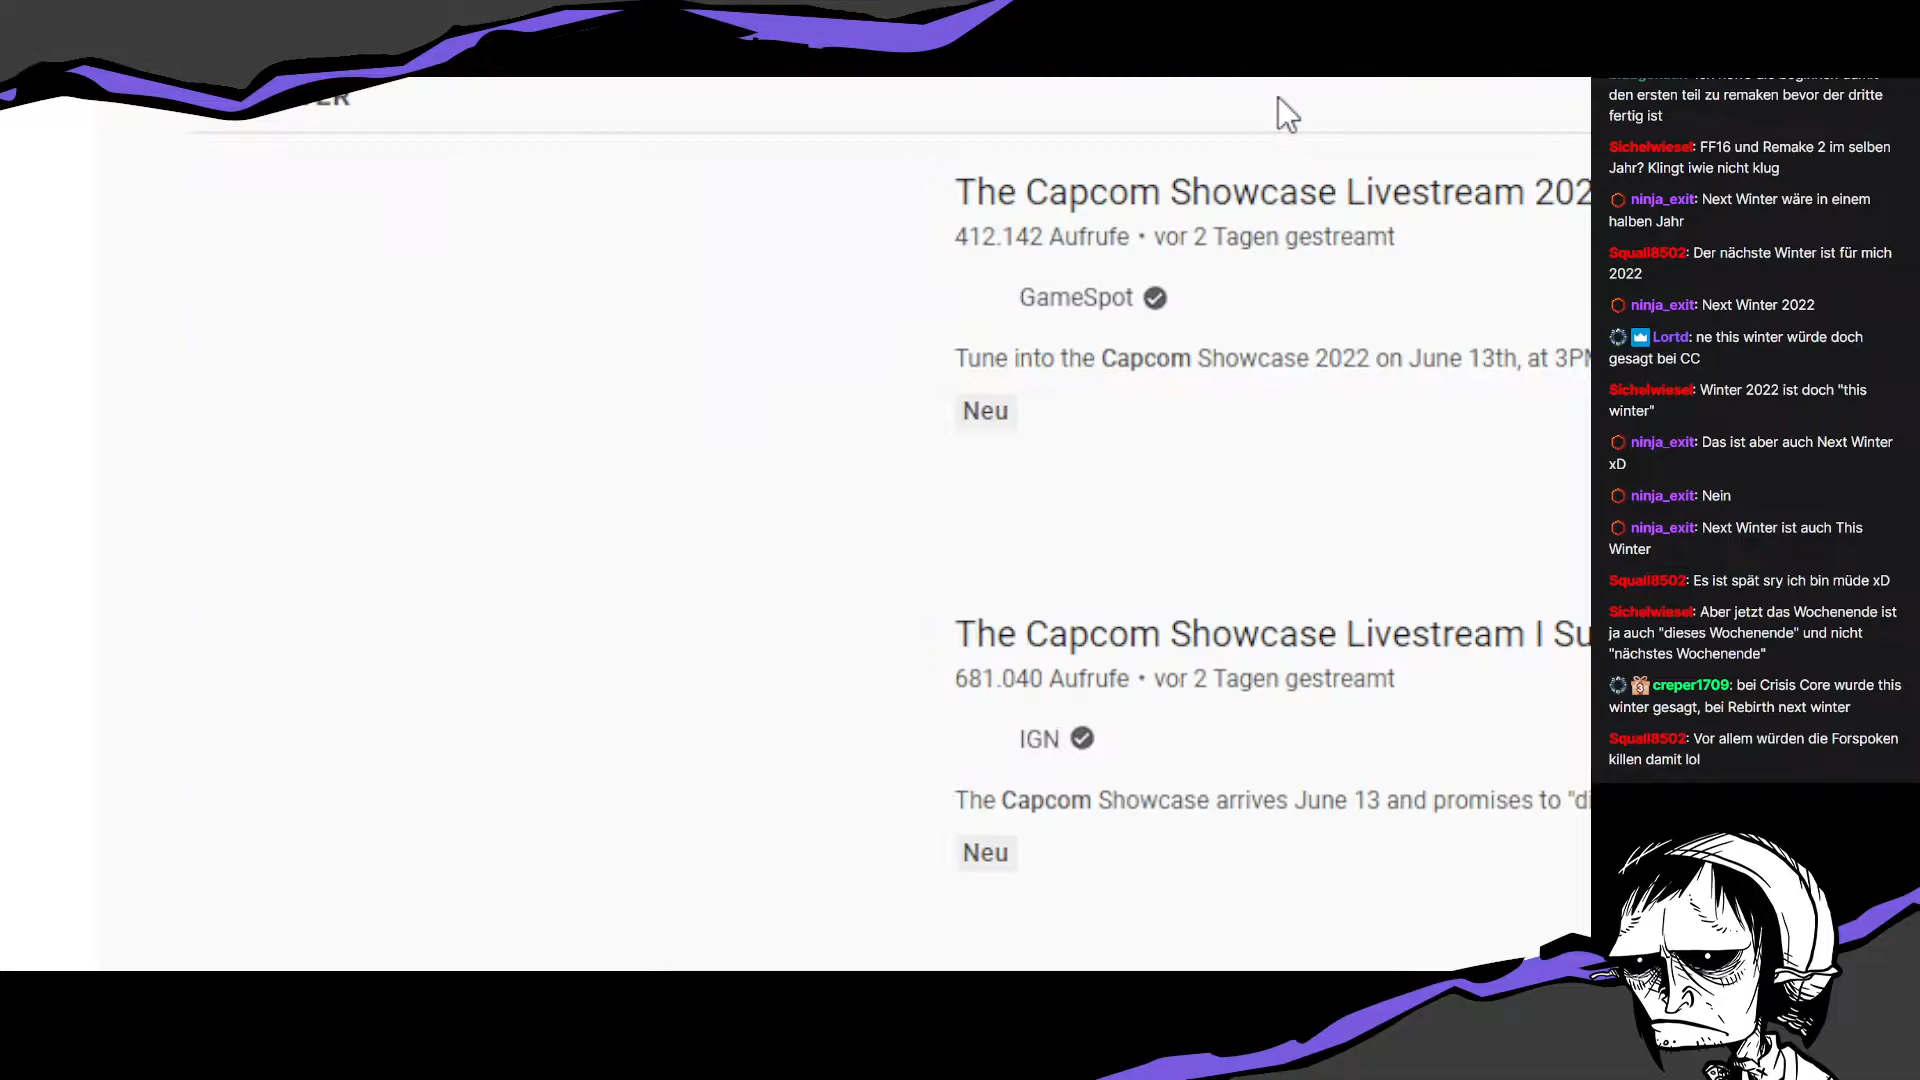 The Capcom Showcase Livestream 202
412.142 Aufrufe • vor 2 Tagen gestreamt
GameSpot
Tune into the Capcom Showcase 2022 on June 13th, at 3PM
Neu
The Capcom Showcase Livestream I Su
681.040 Aufrufe • vor 2 Tagen gestreamt
IGN
The Capcom Showcase arrives June 13 and promises to "di
Neu
den ersten teil zu remaken bevor der dritte
fertig ist
Sichelwiesel: FF16 und Remake 2 im selben
Jahr? Klingt iwie nicht klug
ninja_exit: Next Winter wäre in einem
halben Jahr
Squall8502: Der nächste Winter ist für mich
2022
ninja_exit: Next Winter 2022
Lortd: ne this winter würde doch
gesagt bei CC
Sichelwiesel: Winter 2022 ist doch "this
winter"
ninja_exit: Das ist aber auch Next Winter
xD
ninja_exit: Nein
ninja_exit: Next Winter ist auch This
Winter
Squall8502: Es ist spät sry ich bin müde xD
Sichelwiesel: Aber jetzt das Wochenende ist
ja auch "dieses Wochenende" und nicht
"nächstes Wochenende"
creper1709: bei Crisis Core wurde this
winter gesagt, bei Rebirth next winter
Squall8502: Vor allem würden die Forspoken
killen damit lol